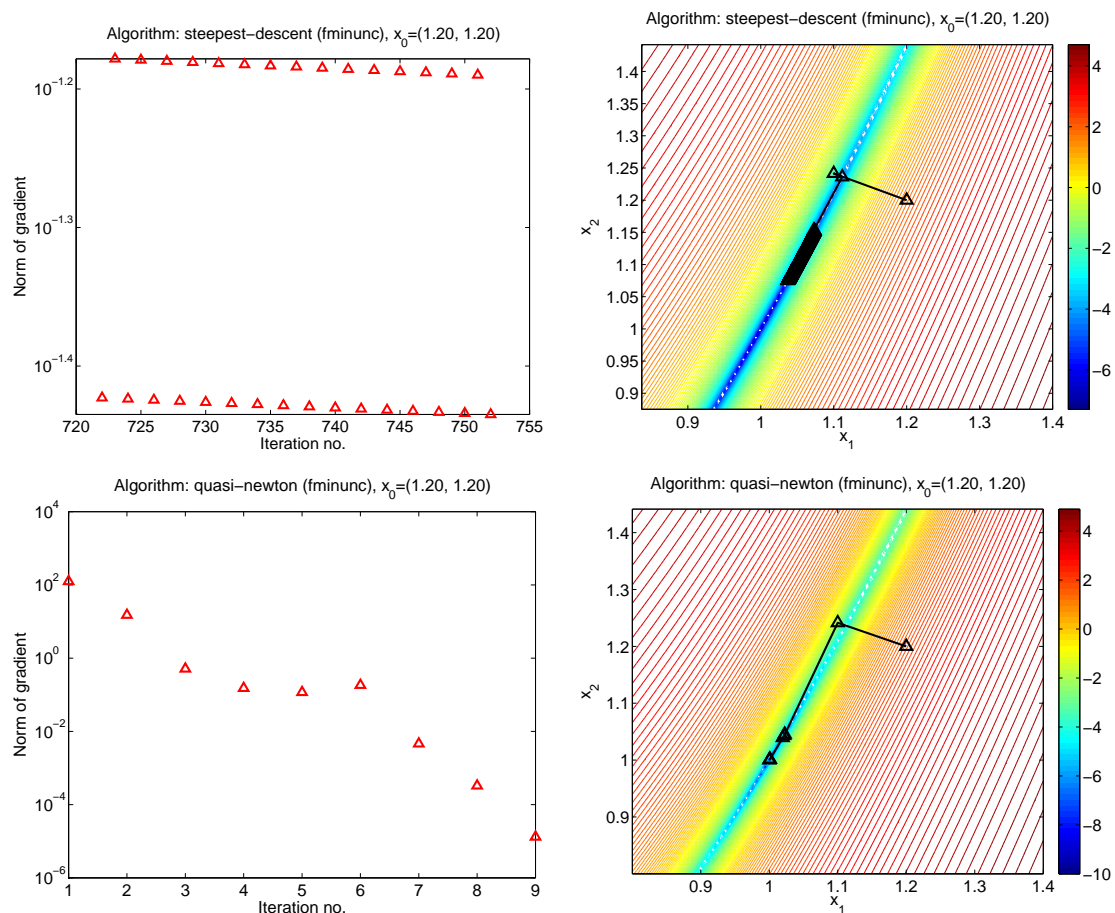 Algorithm: steepest−descent (fminunc), x0=(1.20, 1.20)
10−1.2
10−1.3
10−1.4
Norm of gradient
720 725 730 735 740 745 750 755
Iteration no.
Algorithm: steepest−descent (fminunc), x0=(1.20, 1.20)
1.4
1.35
1.3
1.25
1.2
1.15
1.1
1.05
1
0.95
0.9
x2
0.9 1 1.1 1.2 1.3 1.4
x1
4
2
0
−2
−4
−6
Algorithm: quasi−newton (fminunc), x0=(1.20, 1.20)
104
102
100
10−2
10−4
10−6
Norm of gradient
1 2 3 4 5 6 7 8 9
Iteration no.
Algorithm: quasi−newton (fminunc), x0=(1.20, 1.20)
1.4
1.3
1.2
1.1
1
0.9
x2
0.9 1 1.1 1.2 1.3 1.4
x1
4
2
0
−2
−4
−6
−8
−10